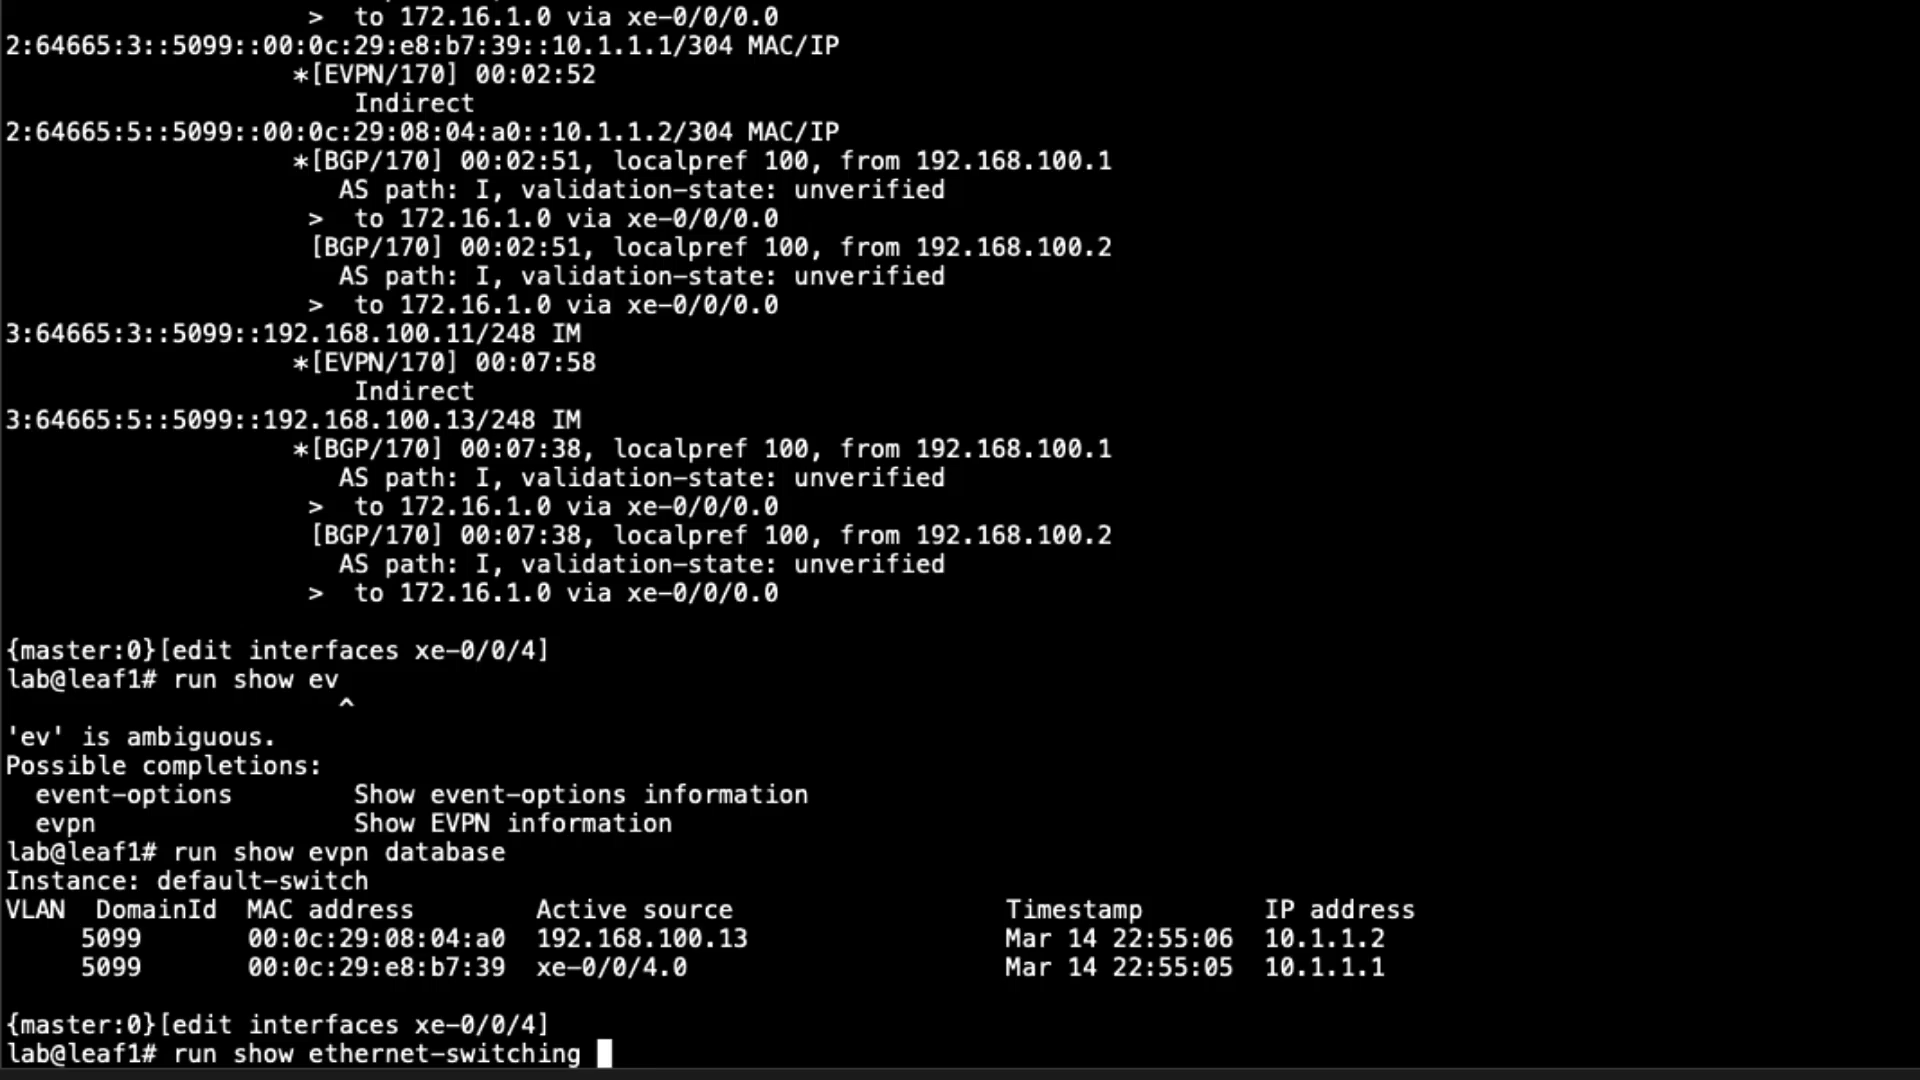 > to 172.16.1.0 via xe-0/0/0.0
2:64665:3::5099::00:0c:29:e8:b7:39::10.1.1.1/304 MAC/IP
*[EVPN/170] 00:02:52
Indirect
2:64665:5::5099::00:0c:29:08:04:a0::10.1.1.2/304 MAC/IP
*[BGP/170] 00:02:51, localpref 100, from 192.168.100.1
AS path: I, validation-state: unverified
> to 172.16.1.0 via xe-0/0/0.0
[BGP/170] 00:02:51, localpref 100, from 192.168.100.2
AS path: I, validation-state: unverified
> to 172.16.1.0 via xe-0/0/0.0
3:64665:3::5099::192.168.100.11/248 IM
*[EVPN/170] 00:07:58
Indirect
3:64665:5::5099::192.168.100.13/248 IM
*[BGP/170] 00:07:38, localpref 100, from 192.168.100.1
AS path: I, validation-state: unverified
> to 172.16.1.0 via xe-0/0/0.0
[BGP/170] 00:07:38, localpref 100, from 192.168.100.2
AS path: I, validation-state: unverified
> to 172.16.1.0 via xe-0/0/0.0
{master:0}[edit interfaces xe-0/0/4]
lab@leaf1# run show ev
^
'ev' is ambiguous.
Possible completions:
event-options Show event-options information
evpn Show EVPN information
lab@leaf1# run show evpn database
Instance: default-switch
VLAN DomainId MAC address Active source Timestamp IP address
5099 00:0c:29:08:04:a0 192.168.100.13 Mar 14 22:55:06 10.1.1.2
5099 00:0c:29:e8:b7:39 xe-0/0/4.0 Mar 14 22:55:05 10.1.1.1
{master:0}[edit interfaces xe-0/0/4]
lab@leaf1# run show ethernet-switching